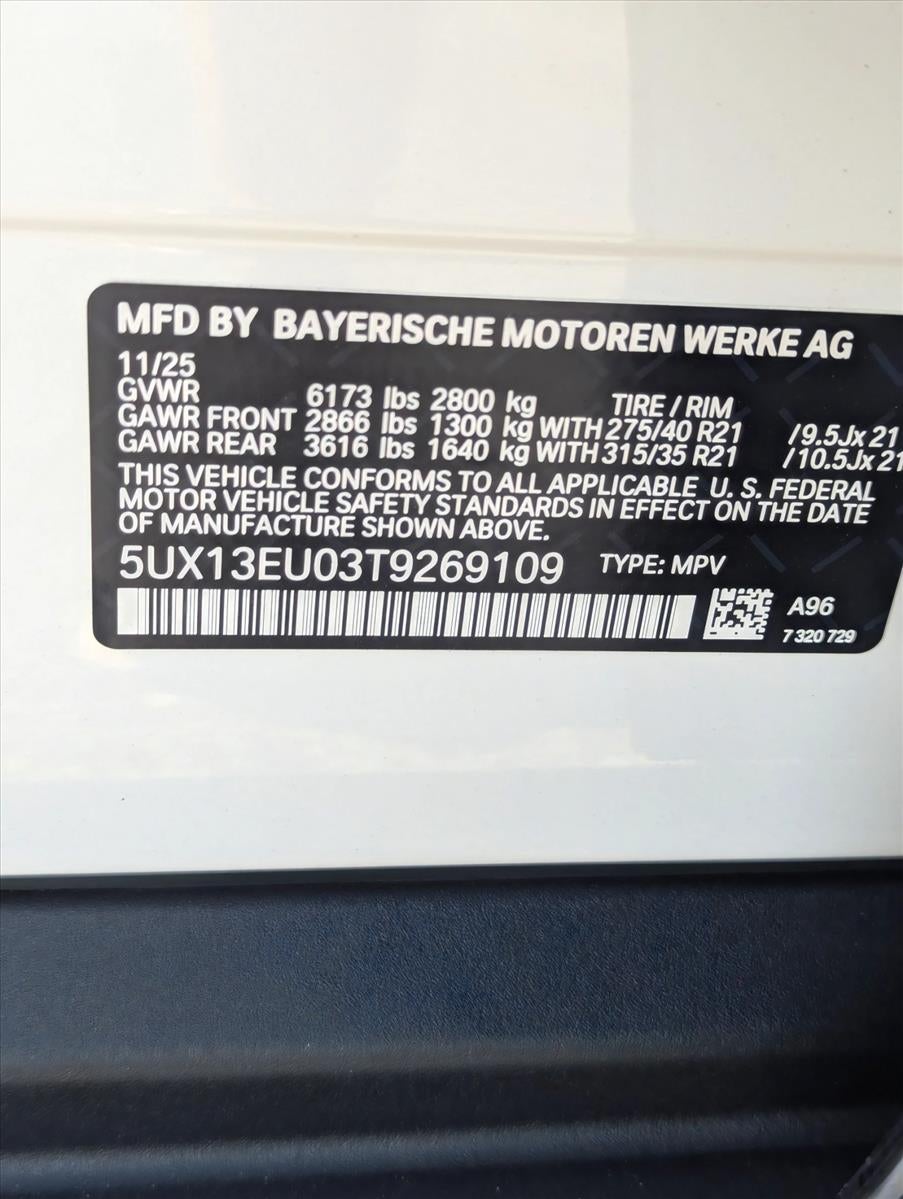 MFD BY BAYERISCHE MOTOREN WERKE AG
11/25
GVWR 6173 lbs 2800 kg TIRE / RIM
GAWR FRONT 2866 lbs 1300 kg WITH 275/40 R21 /9.5Jx21
GAWR REAR 3616 lbs 1640 kg WITH 315/35 R21 /10.5Jx21
THIS VEHICLE CONFORMS TO ALL APPLICABLE U. S. FEDERAL
MOTOR VEHICLE SAFETY STANDARDS IN EFFECT ON THE DATE
OF MANUFACTURE SHOWN ABOVE.
5UX13EU03T9269109 TYPE: MPV
A96
7 320 729